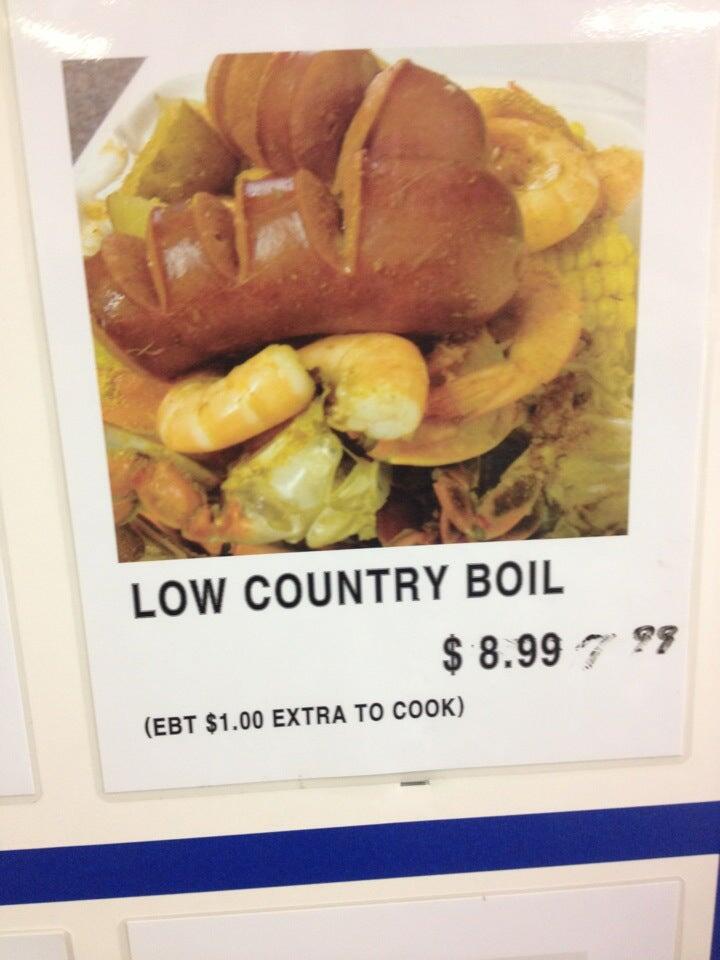 LOW COUNTRY BOIL
$ 8.99 7 99
(EBT $1.00 EXTRA TO COOK)